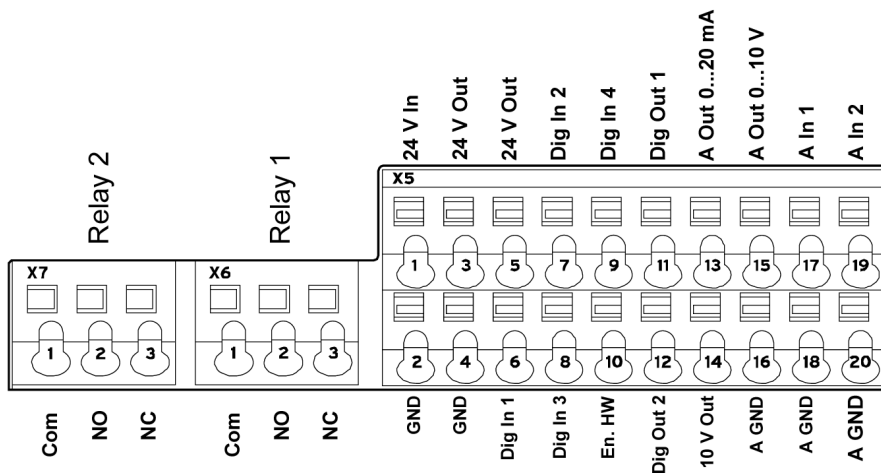 Relay 2
Relay 1
24 V In
24 V Out
24 V Out
Dig In 2
Dig In 4
Dig Out 1
A Out 0...20 mA
A Out 0...10 V
A In 1
A In 2
X5
1 3 5 7 9 11 13 15 17 19
X7
X6
1 2 3
1 2 3
2 4 6 8 10 12 14 16 18 20
Com
NO
NC
Com
NO
NC
GND
GND
Dig In 1
Dig In 3
En. HW
Dig Out 2
10 V Out
A GND
A GND
A GND